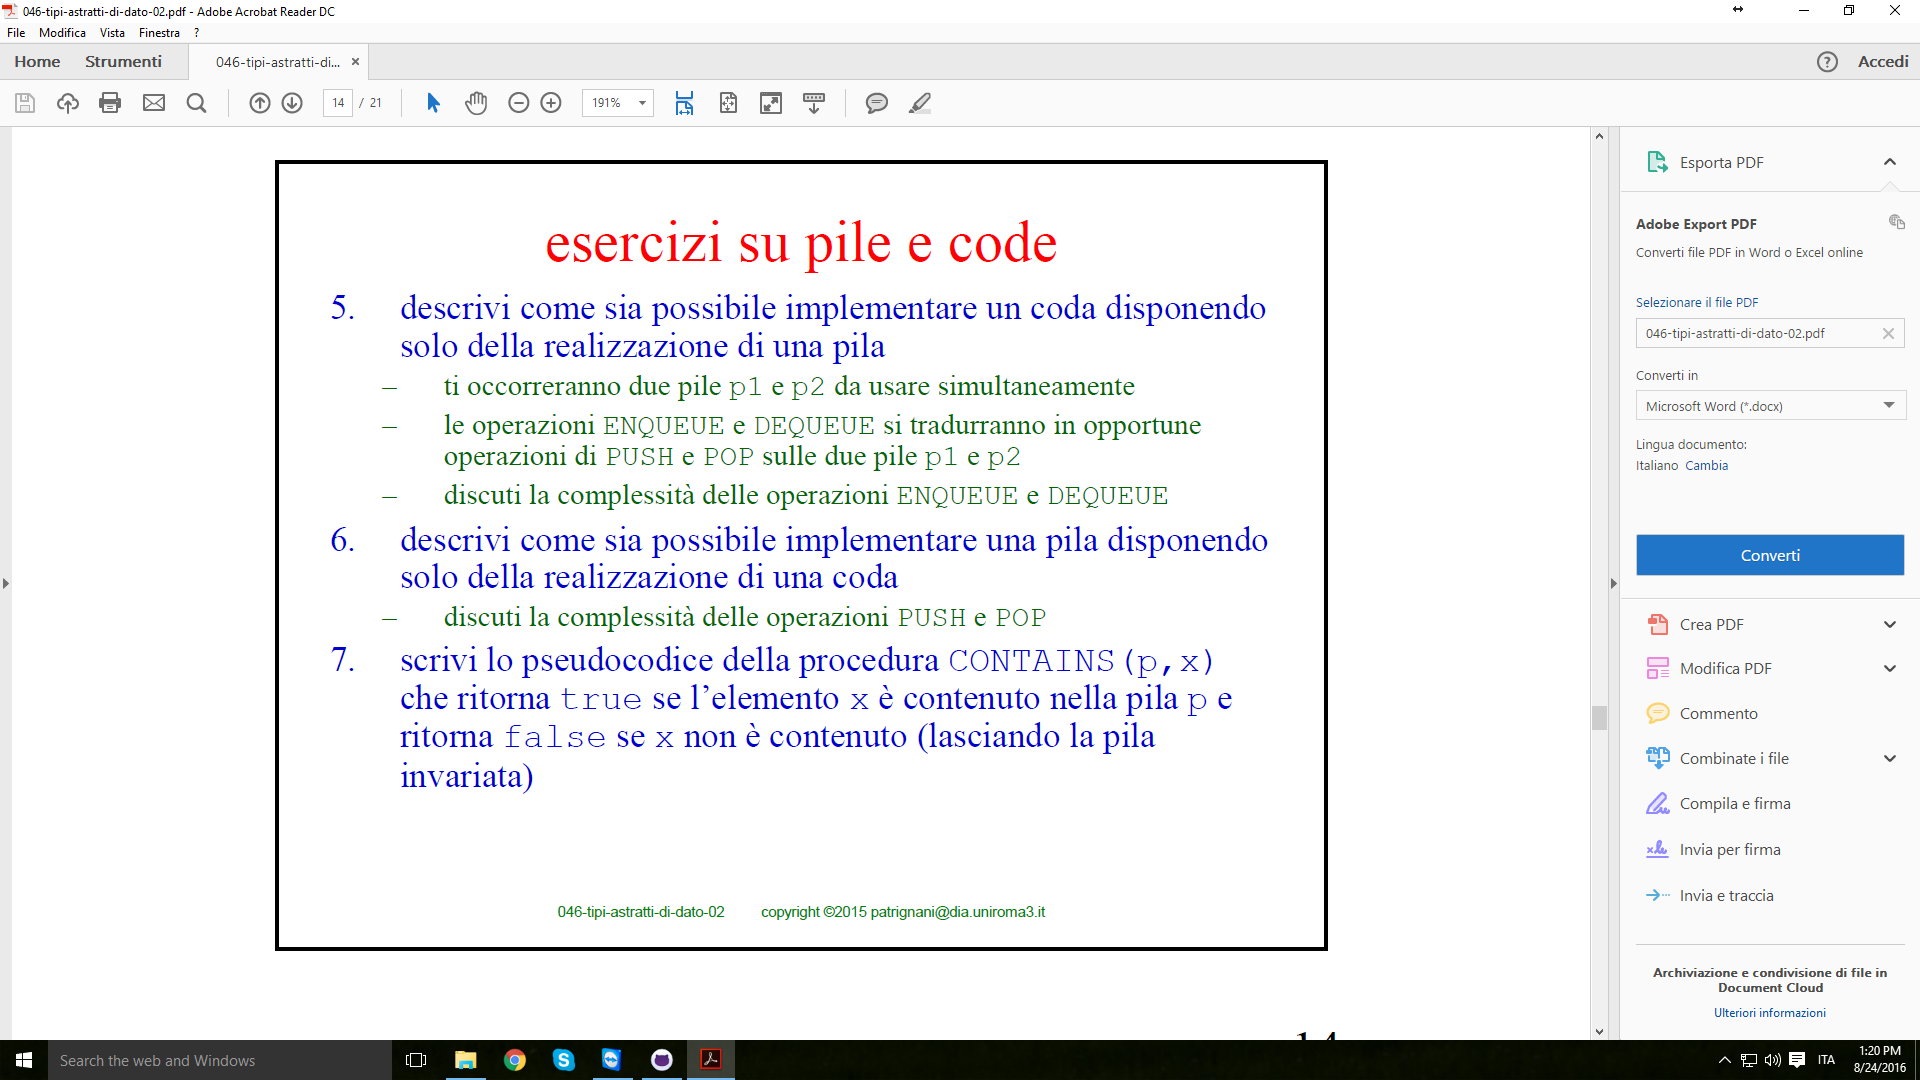 046-tipi-astratti-di-dato-02.pdf - Adobe Acrobat Reader DC
File Modifica Vista Finestra ?
Home Strumenti 046-tipi-astratti-di... × Accedi
14 / 21 191%
esercizi su pile e code
5. descrivi come sia possibile implementare un coda disponendo
solo della realizzazione di una pila
– ti occorreranno due pile p1 e p2 da usare simultaneamente
– le operazioni ENQUEUE e DEQUEUE si tradurranno in opportune
operazioni di PUSH e POP sulle due pile p1 e p2
– discuti la complessità delle operazioni ENQUEUE e DEQUEUE
6. descrivi come sia possibile implementare una pila disponendo
solo della realizzazione di una coda
– discuti la complessità delle operazioni PUSH e POP
7. scrivi lo pseudocodice della procedura CONTAINS(p,x)
che ritorna true se l’elemento x è contenuto nella pila p e
ritorna false se x non è contenuto (lasciando la pila
invariata)
046-tipi-astratti-di-dato-02 copyright ©2015 patrignani@dia.uniroma3.it
14
Esporta PDF
Adobe Export PDF
Converti file PDF in Word o Excel online
Selezionare il file PDF
046-tipi-astratti-di-dato-02.pdf
Converti in
Microsoft Word (*.docx)
Lingua documento:
Italiano Cambia
Converti
Crea PDF
Modifica PDF
Commento
Combinate i file
Compila e firma
Invia per firma
Invia e traccia
Archiviazione e condivisione di file in
Document Cloud
Ulteriori informazioni
Search the web and Windows
ITA
1:20 PM
8/24/2016